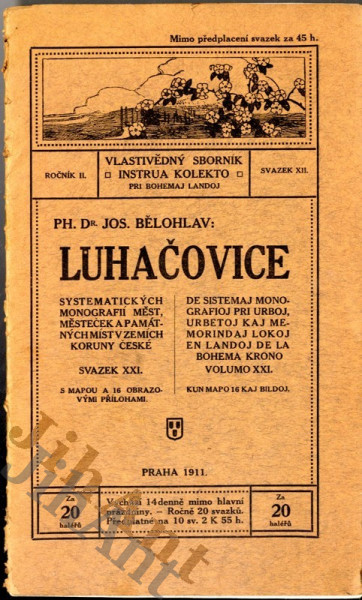 Mimo předplacení svazek za 45 h.
ROČNÍK II.
VLASTIVĚDNÝ SBORNÍK
INSTRUA KOLEKTO
PRI BOHEMAJ LANDOJ
SVAZEK XII.
PH. DR. JOS. BĚLOHLAV:
LUHAČOVICE
SYSTEMATICKÝCH
MONOGRAFIÍ MĚST,
MĚSTEČEK A PAMÁT-
NÝCH MÍST V ZEMÍCH
KORUNY ČESKÉ
SVAZEK XXI.
S MAPOU A 16 OBRAZO-
VÝMI PŘÍLOHAMI.
DE SISTEMAJ MONO-
GRAFIOJ PRI URBOJ,
URBETOJ KAJ ME-
MORINDAJ LOKOJ
EN LANDOJ DE LA
BOHEMA KRONO
VOLUMO XXI.
KUN MAPO 16 KAJ BILDOJ.
PRAHA 1911.
Za
20
haléřů
Vychází 14denně mimo hlavní
prázdniny. – Ročně 20 svazků.
Předplatné na 10 sv. 2 K 55 h.
Za
20
haléřů
JihAnt
JihAnt